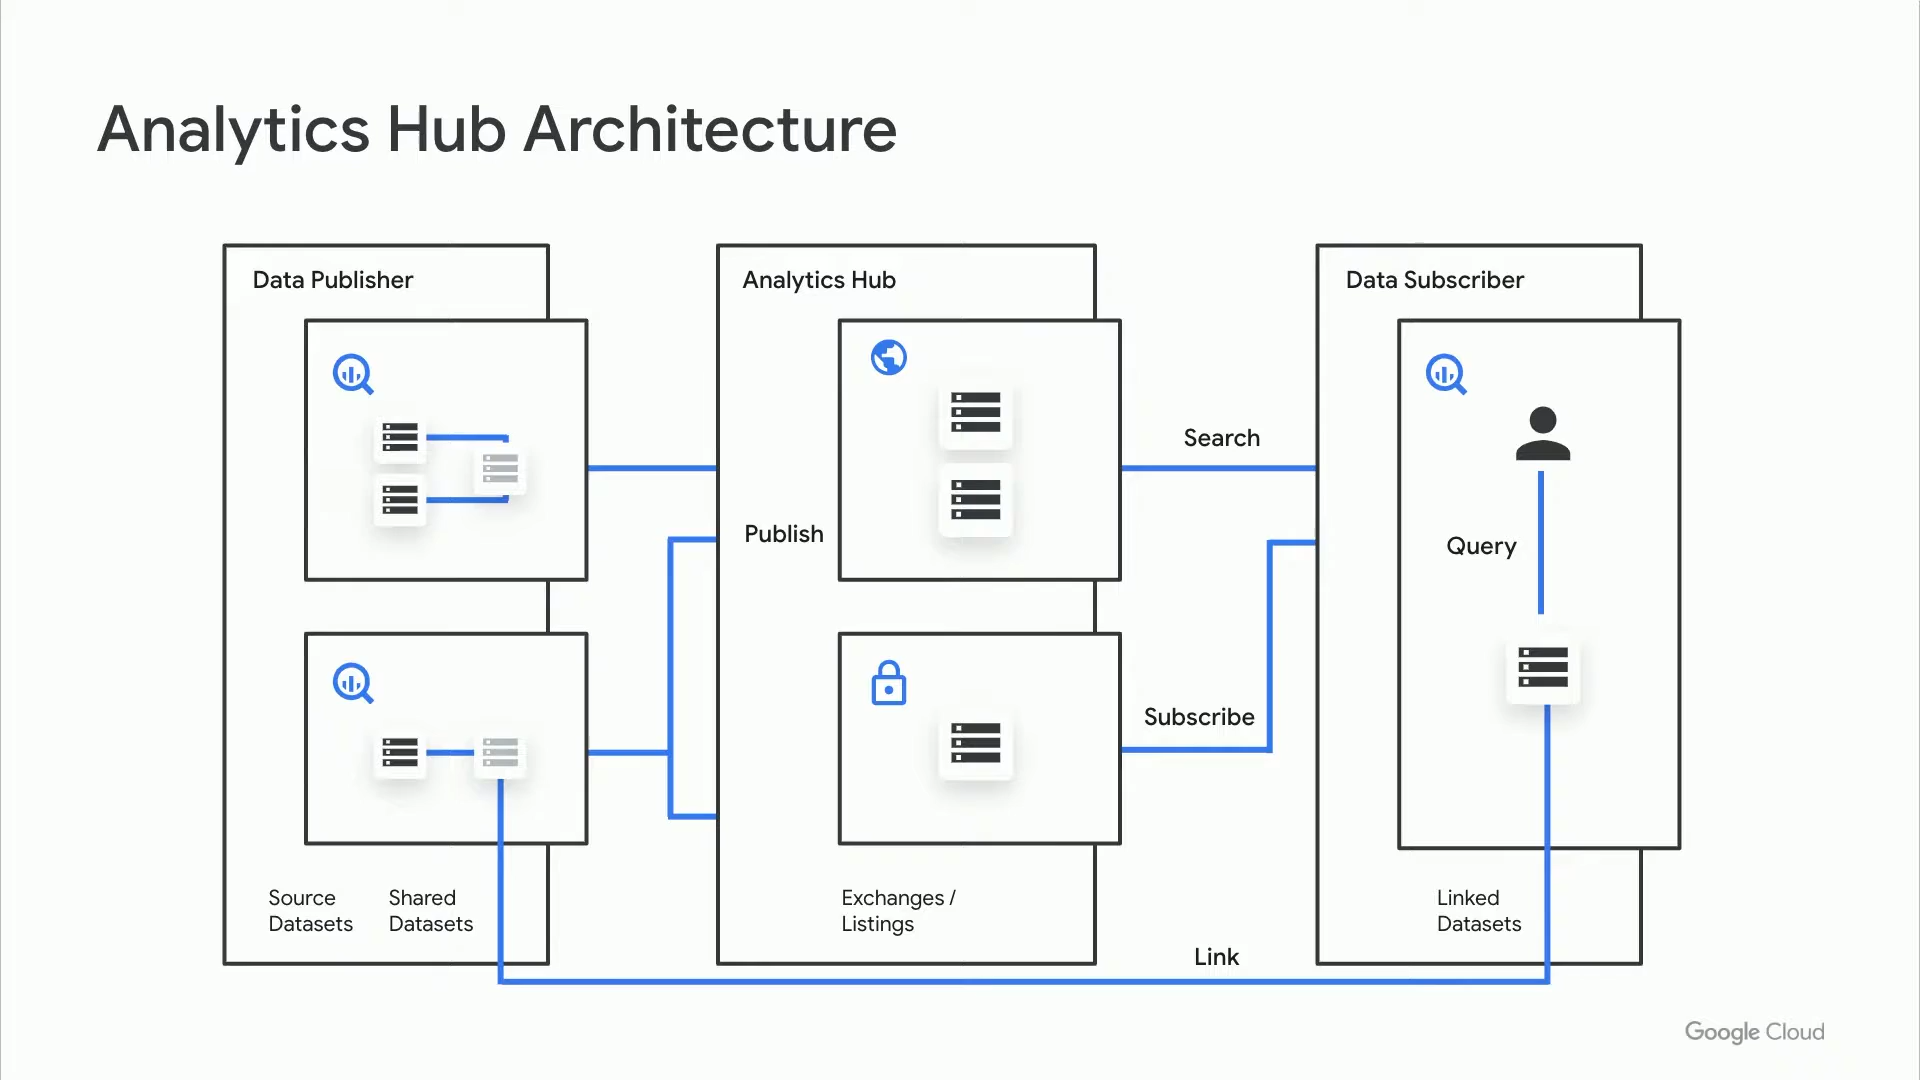 Analytics Hub Architecture
Data Publisher
Analytics Hub
Data Subscriber
Search
Publish
Query
Subscribe
Source
Datasets
Shared
Datasets
Exchanges /
Listings
Linked
Datasets
Link
Google Cloud